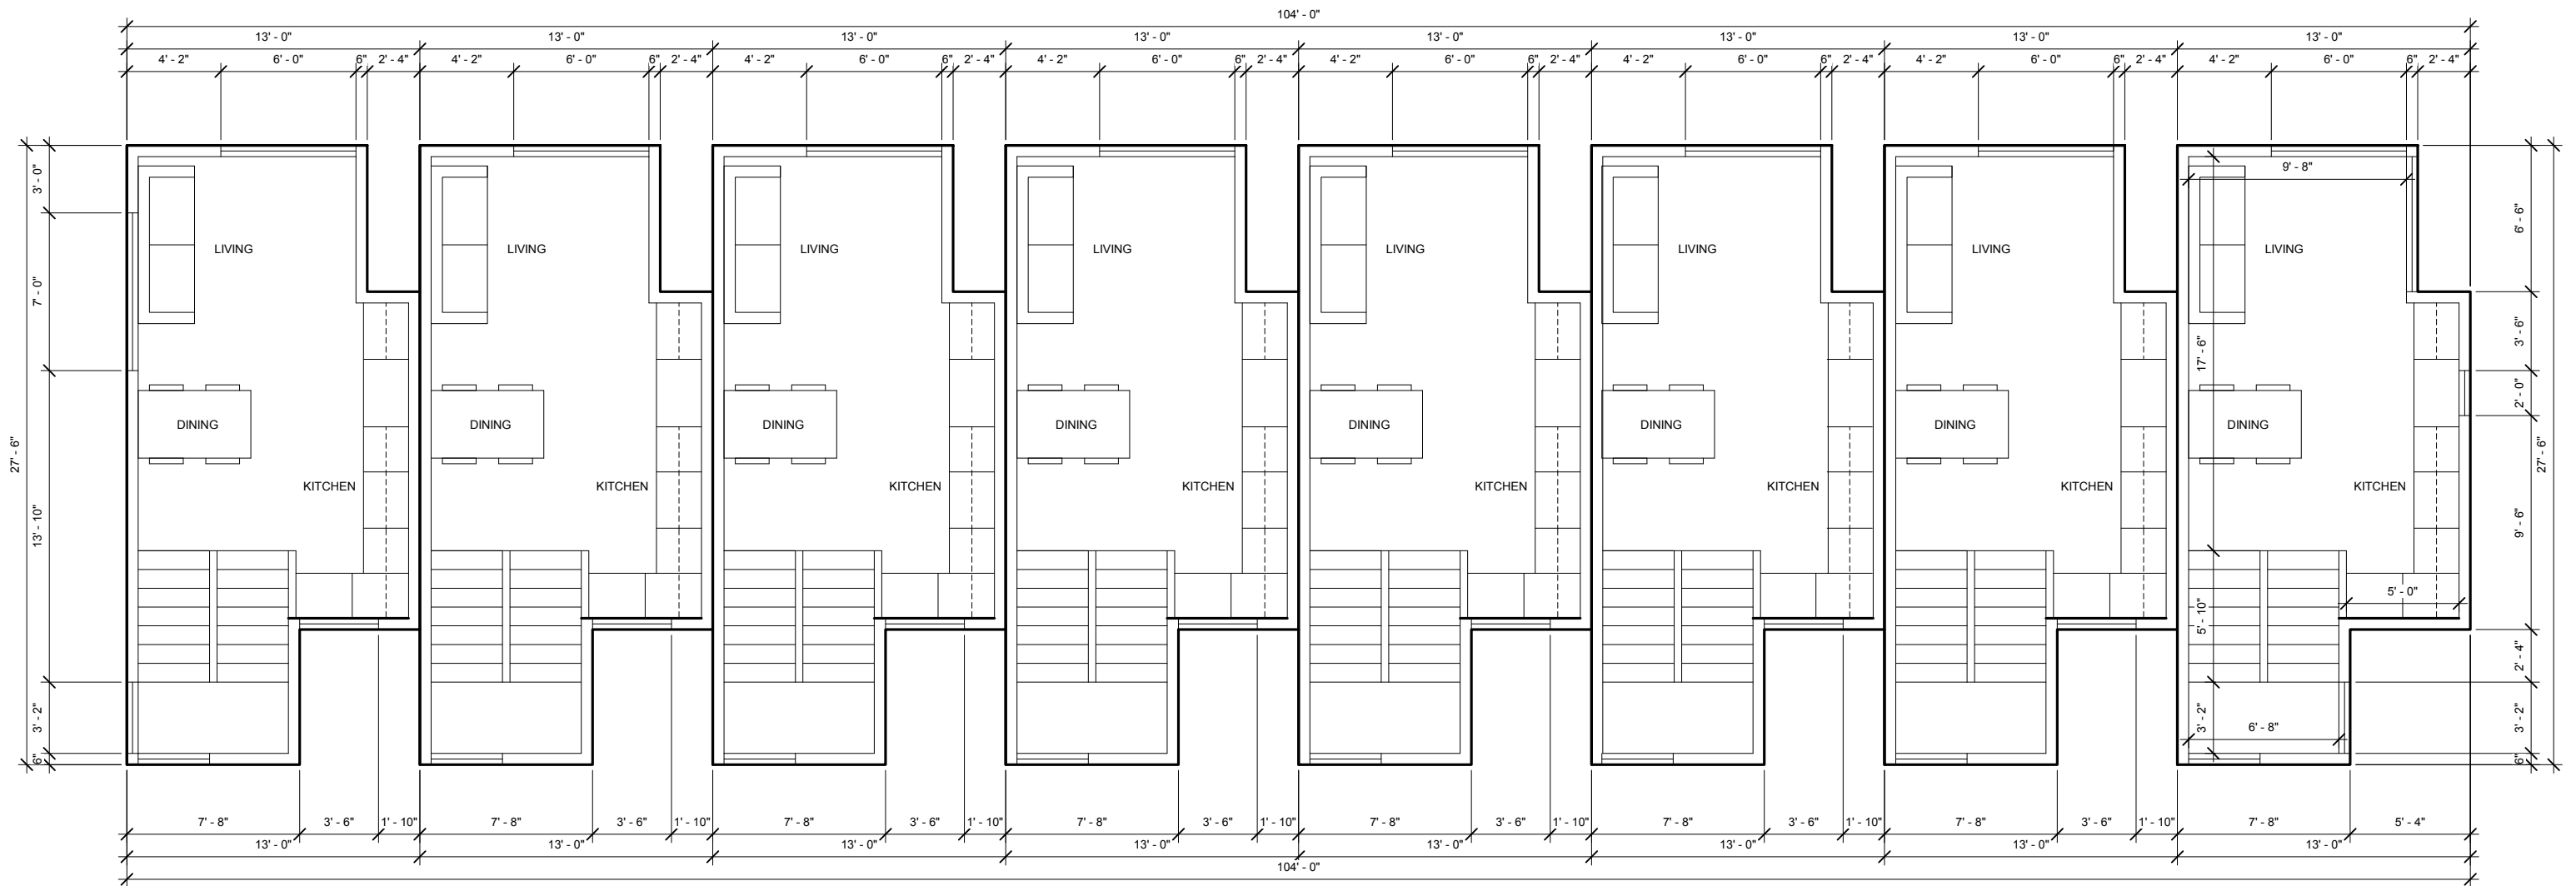 104' - 0"
13' - 0" 13' - 0" 13' - 0" 13' - 0" 13' - 0" 13' - 0" 13' - 0" 13' - 0"
4' - 2" 6' - 0" 6" 2' - 4" 4' - 2" 6' - 0" 6" 2' - 4" 4' - 2" 6' - 0" 6" 2' - 4" 4' - 2" 6' - 0" 6" 2' - 4" 4' - 2" 6' - 0" 6" 2' - 4" 4' - 2" 6' - 0" 6" 2' - 4" 4' - 2" 6' - 0" 6" 2' - 4" 4' - 2" 6' - 0" 6" 2' - 4"
27' - 6"
3' - 0"
7' - 0"
13' - 10"
3' - 2"
6"
LIVING LIVING LIVING LIVING LIVING LIVING LIVING LIVING
DINING DINING DINING DINING DINING DINING DINING DINING
KITCHEN KITCHEN KITCHEN KITCHEN KITCHEN KITCHEN KITCHEN KITCHEN
9' - 8"
17' - 6"
5' - 0"
5' - 10"
3' - 2"
6' - 8"
6' - 6"
3' - 6"
2' - 0"
9' - 6"
2' - 4"
3' - 2"
6"
27' - 6"
7' - 8" 3' - 6" 1' - 10" 7' - 8" 3' - 6" 1' - 10" 7' - 8" 3' - 6" 1' - 10" 7' - 8" 3' - 6" 1' - 10" 7' - 8" 3' - 6" 1' - 10" 7' - 8" 3' - 6" 1' - 10" 7' - 8" 3' - 6" 1' - 10" 7' - 8" 5' - 4"
13' - 0" 13' - 0" 13' - 0" 13' - 0" 13' - 0" 13' - 0" 13' - 0" 13' - 0"
104' - 0"